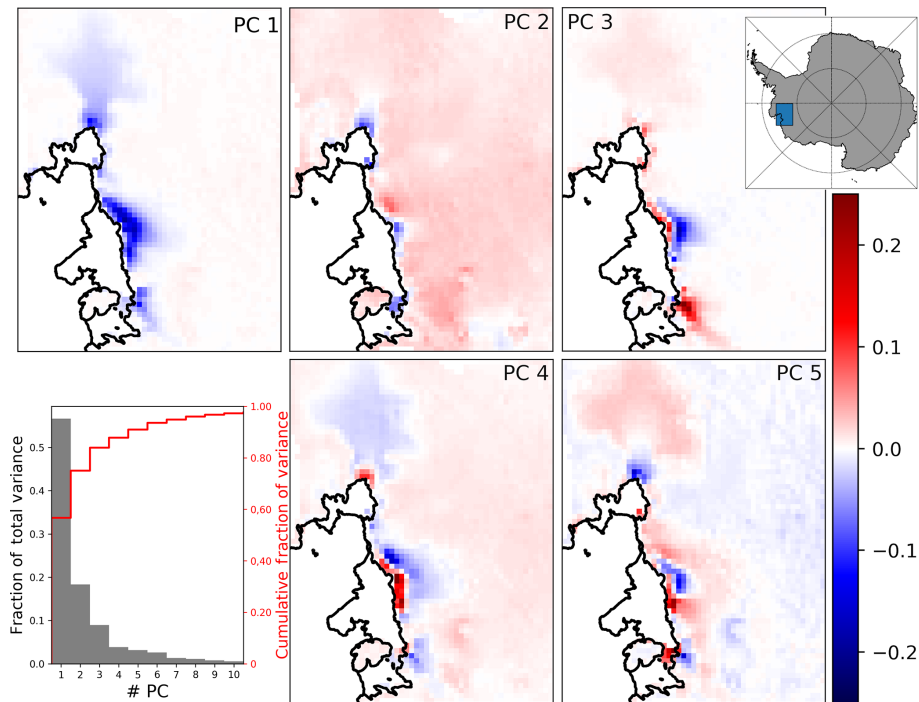 PC 1
PC 2
PC 3
PC 4
PC 5
0.2
0.1
0.0
−0.1
−0.2
Fraction of total variance
0.5
0.4
0.3
0.2
0.1
0.0
1 2 3 4 5 6 7 8 9 10
# PC
1.00
0.80
0.60
0.40
0.20
0
Cumulative fraction of variance